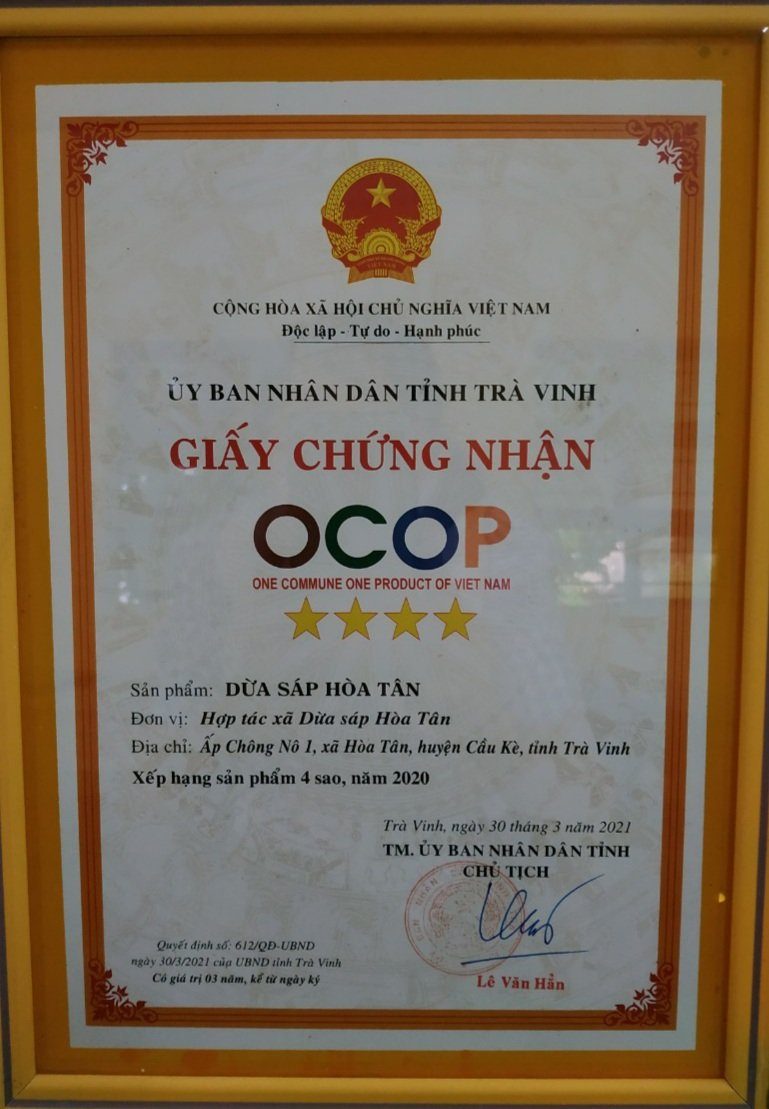 CỘNG HÒA XÃ HỘI CHỦ NGHĨA VIỆT NAM
Độc lập - Tự do - Hạnh phúc
ỦY BAN NHÂN DÂN TỈNH TRÀ VINH
GIẤY CHỨNG NHẬN
OCOP
ONE COMMUNE ONE PRODUCT OF VIET NAM
Sản phẩm: DỪA SÁP HÒA TÂN
Đơn vị: Hợp tác xã Dừa sáp Hòa Tân
Địa chỉ: Ấp Chông Nô 1, xã Hòa Tân, huyện Cầu Kè, tỉnh Trà Vinh
Xếp hạng sản phẩm 4 sao, năm 2020
Trà Vinh, ngày 30 tháng 3 năm 2021
TM. ỦY BAN NHÂN DÂN TỈNH
CHỦ TỊCH
Quyết định số: 612/QĐ-UBND
ngày 30/3/2021 của UBND tỉnh Trà Vinh
Có giá trị 03 năm, kể từ ngày ký
Lê Văn Hẳn